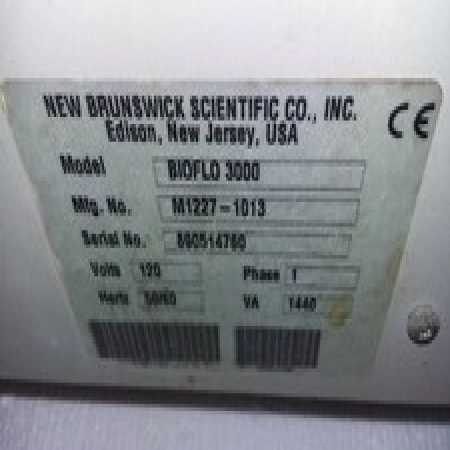 NEW BRUNSWICK SCIENTIFIC CO., INC.
Edison, New Jersey, USA
CE
Model BIOFLO 3000
Mfg. No. M1227-1013
Serial No. 890514760
Volts 120 Phase 1
Hertz 50/60 VA 1440